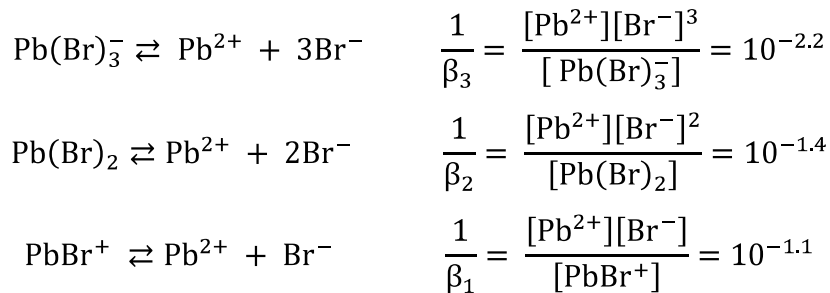 Pb(Br)₃⁻ ⇄ Pb²⁺ + 3Br⁻ 1/β₃ = [Pb²⁺][Br⁻]³/[ Pb(Br)₃⁻] = 10⁻²·²
Pb(Br)₂ ⇄ Pb²⁺ + 2Br⁻ 1/β₂ = [Pb²⁺][Br⁻]²/[Pb(Br)₂] = 10⁻¹·⁴
PbBr⁺ ⇄ Pb²⁺ + Br⁻ 1/β₁ = [Pb²⁺][Br⁻]/[PbBr⁺] = 10⁻¹·¹